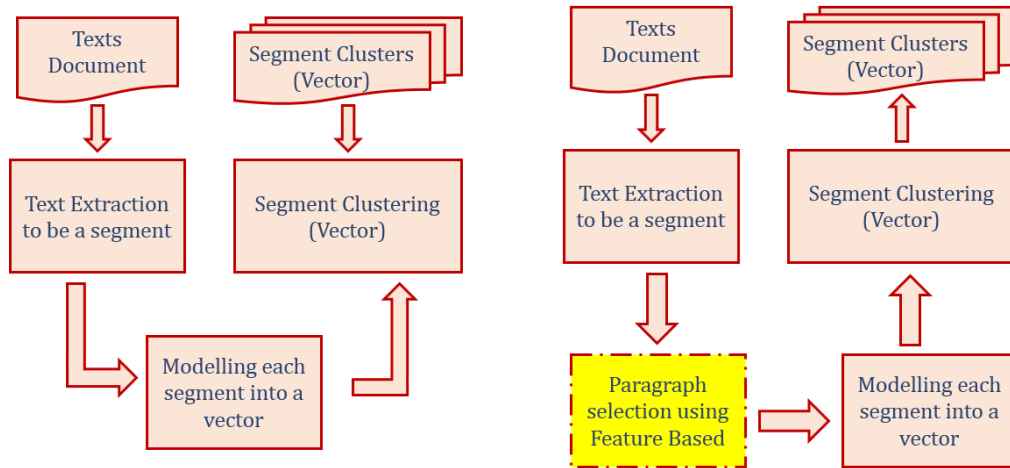 Texts
Document
Segment Clusters
(Vector)
Text Extraction
to be a segment
Segment Clustering
(Vector)
Modelling each
segment into a
vector
Texts
Document
Segment Clusters
(Vector)
Text Extraction
to be a segment
Segment Clustering
(Vector)
Paragraph
selection using
Feature Based
Modelling each
segment into a
vector